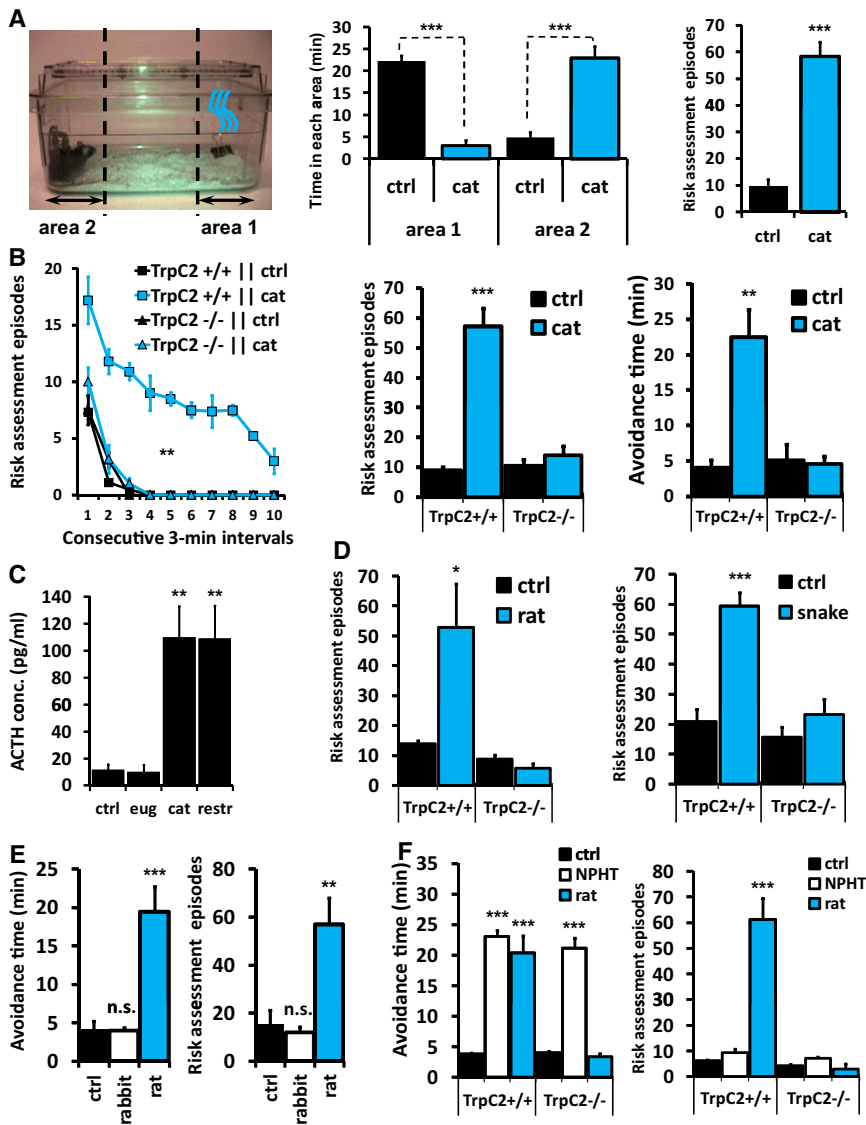 A
area 2
area 1
Time in each area (min)
30
25
20
15
10
5
0
***
***
ctrl
cat
ctrl
cat
area 1
area 2
Risk assessment episodes
70
60
50
40
30
20
10
0
***
ctrl
cat
B
Risk assessment episodes
20
15
10
5
0
TrpC2 +/+ || ctrl
TrpC2 +/+ || cat
TrpC2 -/- || ctrl
TrpC2 -/- || cat
**
1 2 3 4 5 6 7 8 9 10
Consecutive 3-min intervals
Risk assessment episodes
70
60
50
40
30
20
10
0
***
ctrl
cat
TrpC2+/+
TrpC2-/-
Avoidance time (min)
30
25
20
15
10
5
0
**
ctrl
cat
TrpC2+/+
TrpC2-/-
C
ACTH conc. (pg/ml)
140
120
100
80
60
40
20
0
**
**
ctrl eug cat restr
D
Risk assessment episodes
70
60
50
40
30
20
10
0
*
ctrl
rat
TrpC2+/+
TrpC2-/-
Risk assessment episodes
70
60
50
40
30
20
10
0
***
ctrl
snake
TrpC2+/+
TrpC2-/-
E
Avoidance time (min)
25
20
15
10
5
0
n.s.
***
ctrl
rabbit
rat
Risk assessment episodes
80
60
40
20
0
n.s.
**
ctrl
rabbit
rat
F
Avoidance time (min)
35
30
25
20
15
10
5
0
ctrl
NPHT
rat
***
***
***
TrpC2+/+
TrpC2-/-
Risk assessment episodes
80
70
60
50
40
30
20
10
0
ctrl
NPHT
rat
***
TrpC2+/+
TrpC2-/-